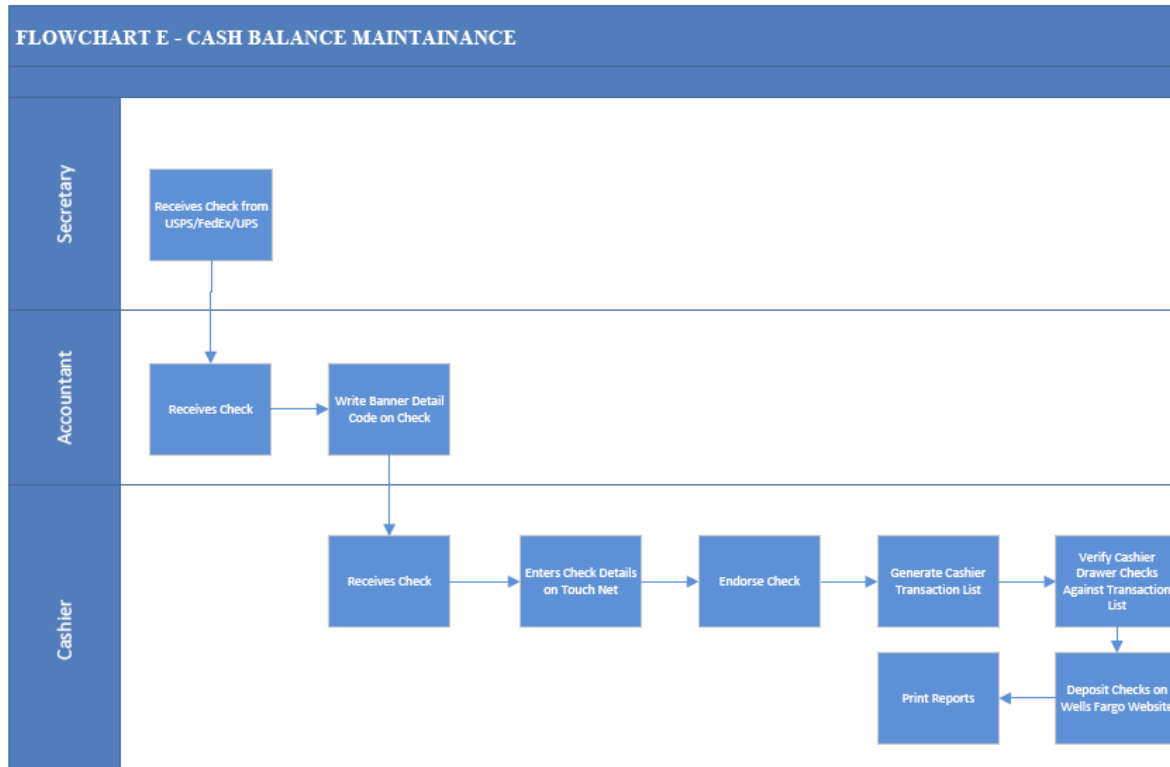 FLOWCHART E - CASH BALANCE MAINTAINANCE
Secretary
Receives Check from
USPS/FedEx/UPS
Accountant
Receives Check
Write Banner Detail
Code on Check
Cashier
Receives Check
Enters Check Details
on Touch Net
Endorse Check
Generate Cashier
Transaction List
Verify Cashier
Drawer Checks
Against Transaction
List
Deposit Checks on
Wells Fargo Website
Print Reports